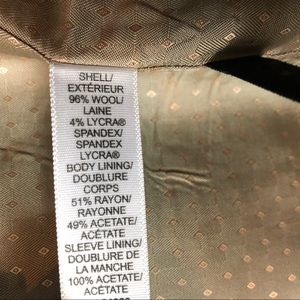 SHELL/
EXTÉRIEUR
96% WOOL/
LAINE
4% LYCRA®
SPANDEX/
SPANDEX
LYCRA®
BODY LINING/
DOUBLURE
CORPS
51% RAYON/
RAYONNE
49% ACETATE/
ACÉTATE
SLEEVE LINING/
DOUBLURE DE
LA MANCHE
100% ACETATE/
ACÉTATE